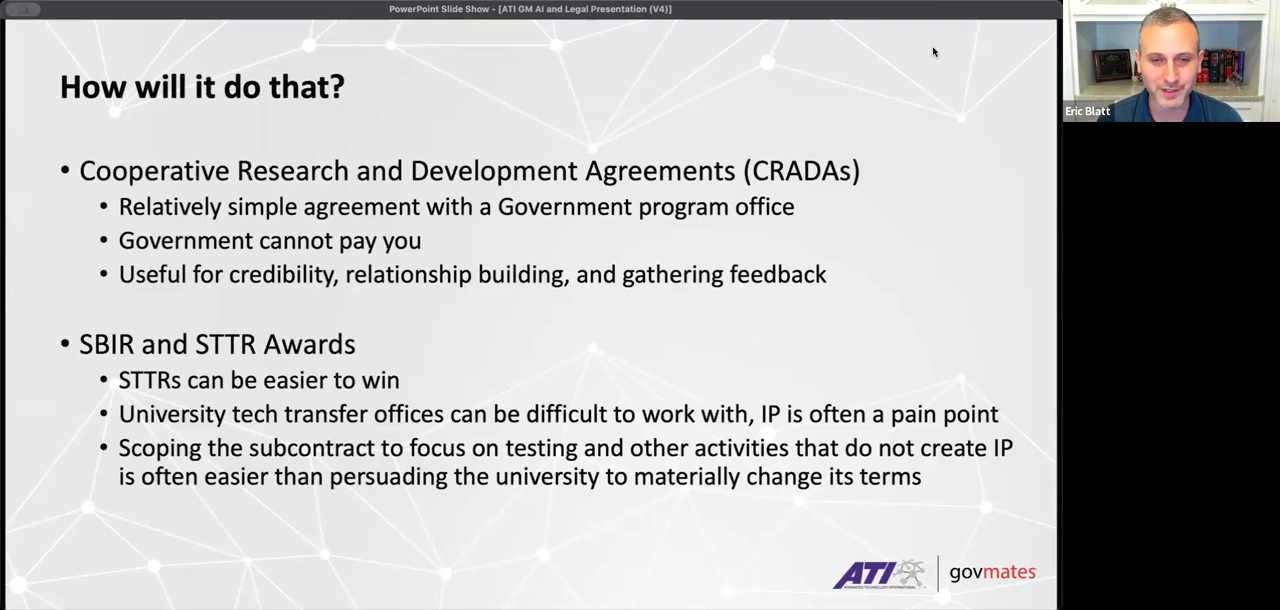 PowerPoint Slide Show - [ATI GM AI and Legal Presentation (V4)]
How will it do that?
• Cooperative Research and Development Agreements (CRADAs)
• Relatively simple agreement with a Government program office
• Government cannot pay you
• Useful for credibility, relationship building, and gathering feedback
• SBIR and STTR Awards
• STTRs can be easier to win
• University tech transfer offices can be difficult to work with, IP is often a pain point
• Scoping the subcontract to focus on testing and other activities that do not create IP
is often easier than persuading the university to materially change its terms
ATI
ADVANCED TECHNOLOGY INTERNATIONAL
govmates
Eric Blatt